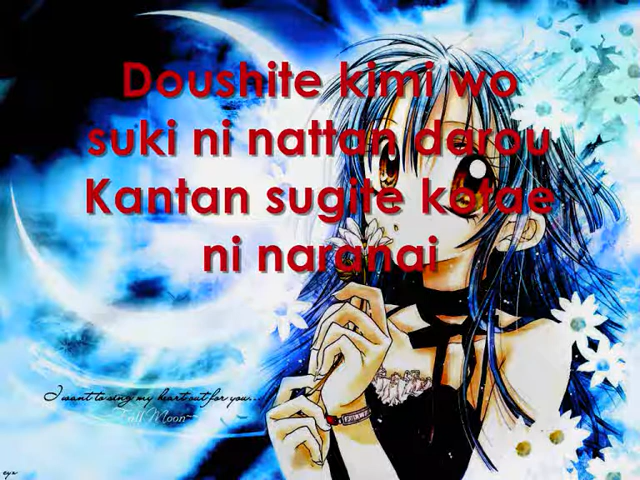 Doushite kimi wo
suki ni nattan darou
Kantan sugite kotae
ni naranai
I want to sing my heart out for you...
Full Moon~
eyn